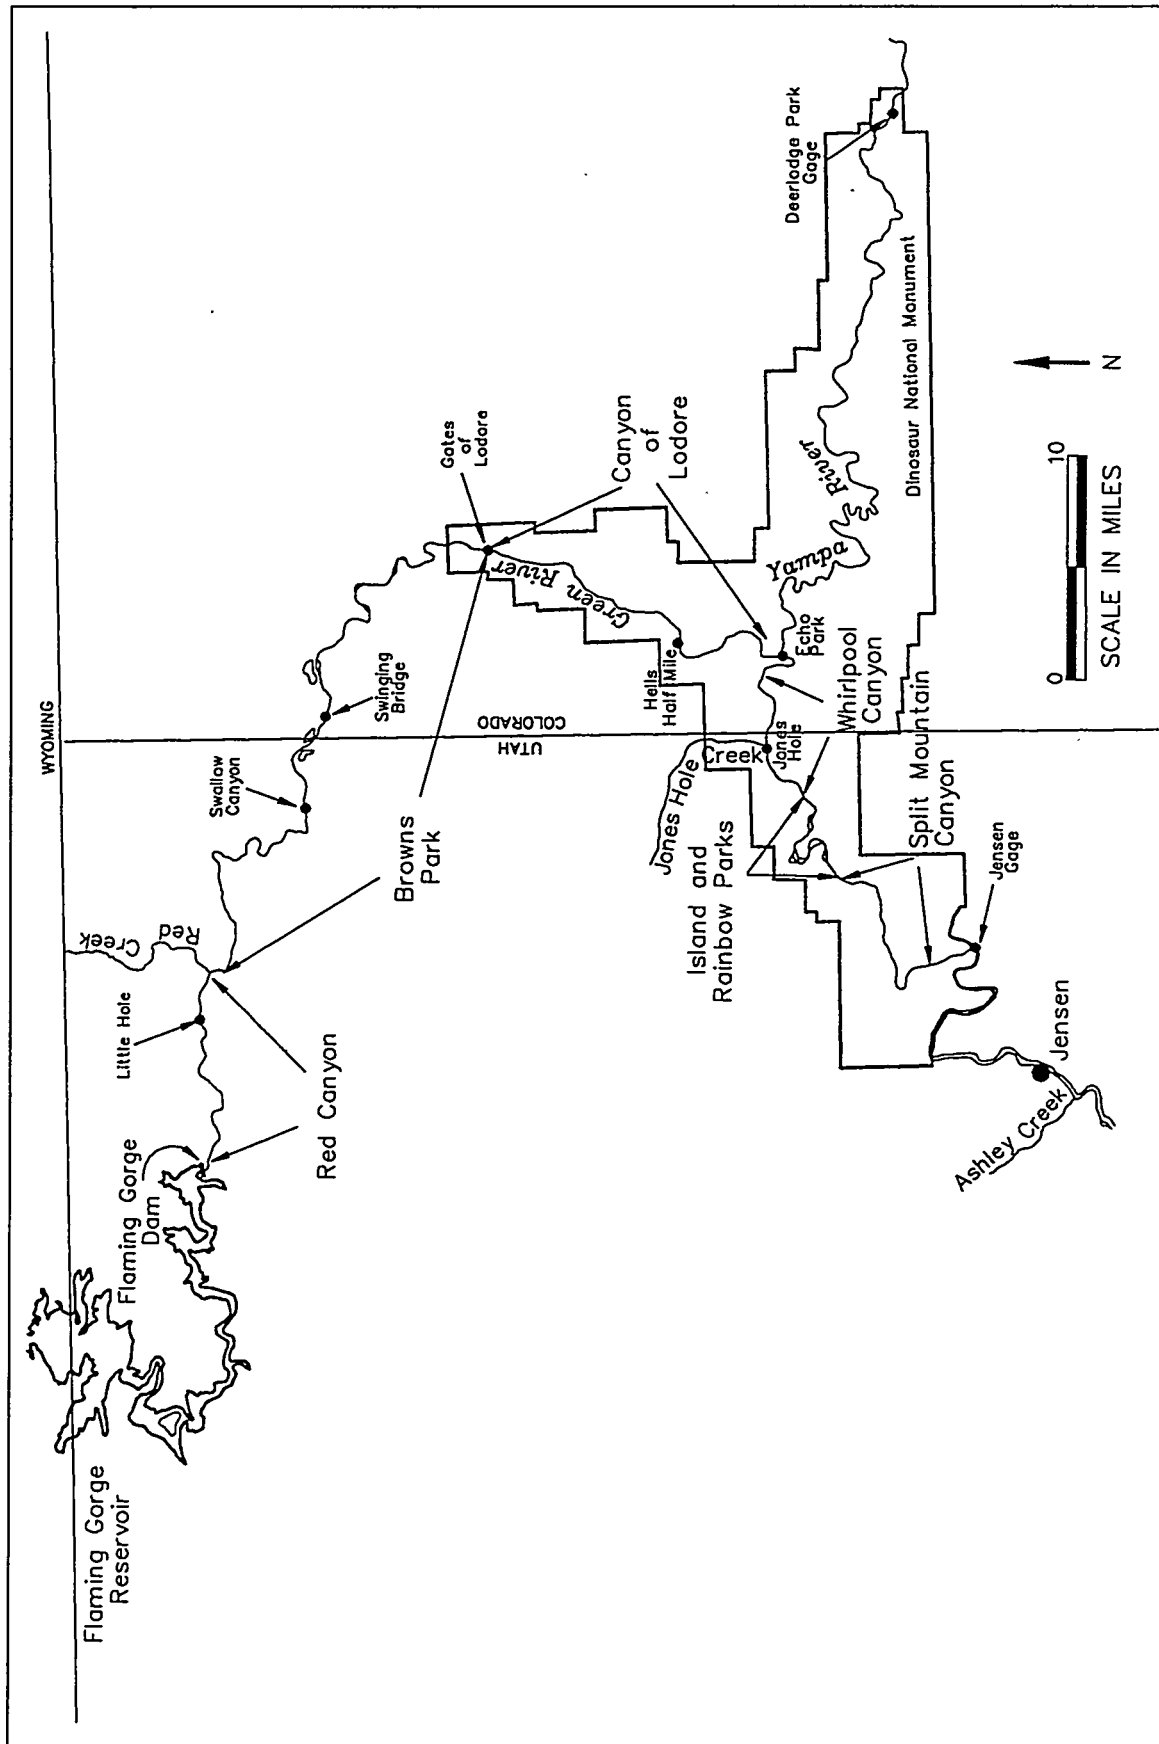 WYOMING
UTAH
COLORADO
Flaming Gorge
Reservoir
Flaming Gorge
Dam
Red Canyon
Little Hole
Red
Creek
Browns
Park
Swallow
Canyon
Swinging
Bridge
Gates
of
Lodore
Canyon
of
Lodore
Green River
Hells
Half Mile
Echo
Park
Yampa River
Deerlodge Park
Gage
Dinosaur National Monument
Jones Hole
Creek
Jones
Hole
Whirlpool
Canyon
Island and
Rainbow Parks
Split Mountain
Canyon
Jensen
Gage
Jensen
Ashley Creek
N
0
10
SCALE IN MILES